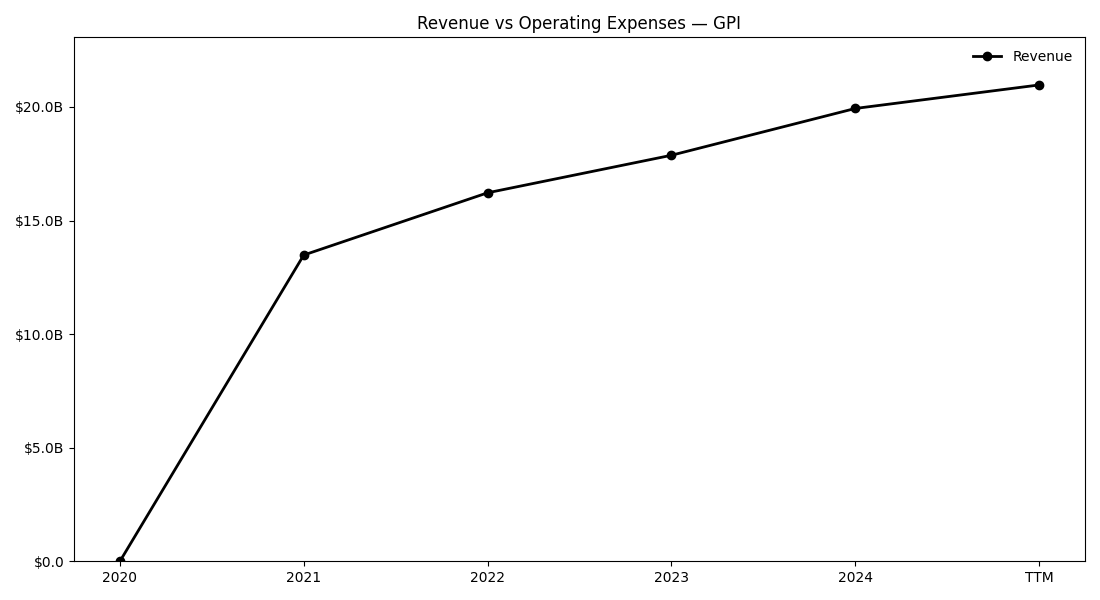 Revenue vs Operating Expenses — GPI
Revenue
$20.0B
$15.0B
$10.0B
$5.0B
$0.0
2020 2021 2022 2023 2024 TTM